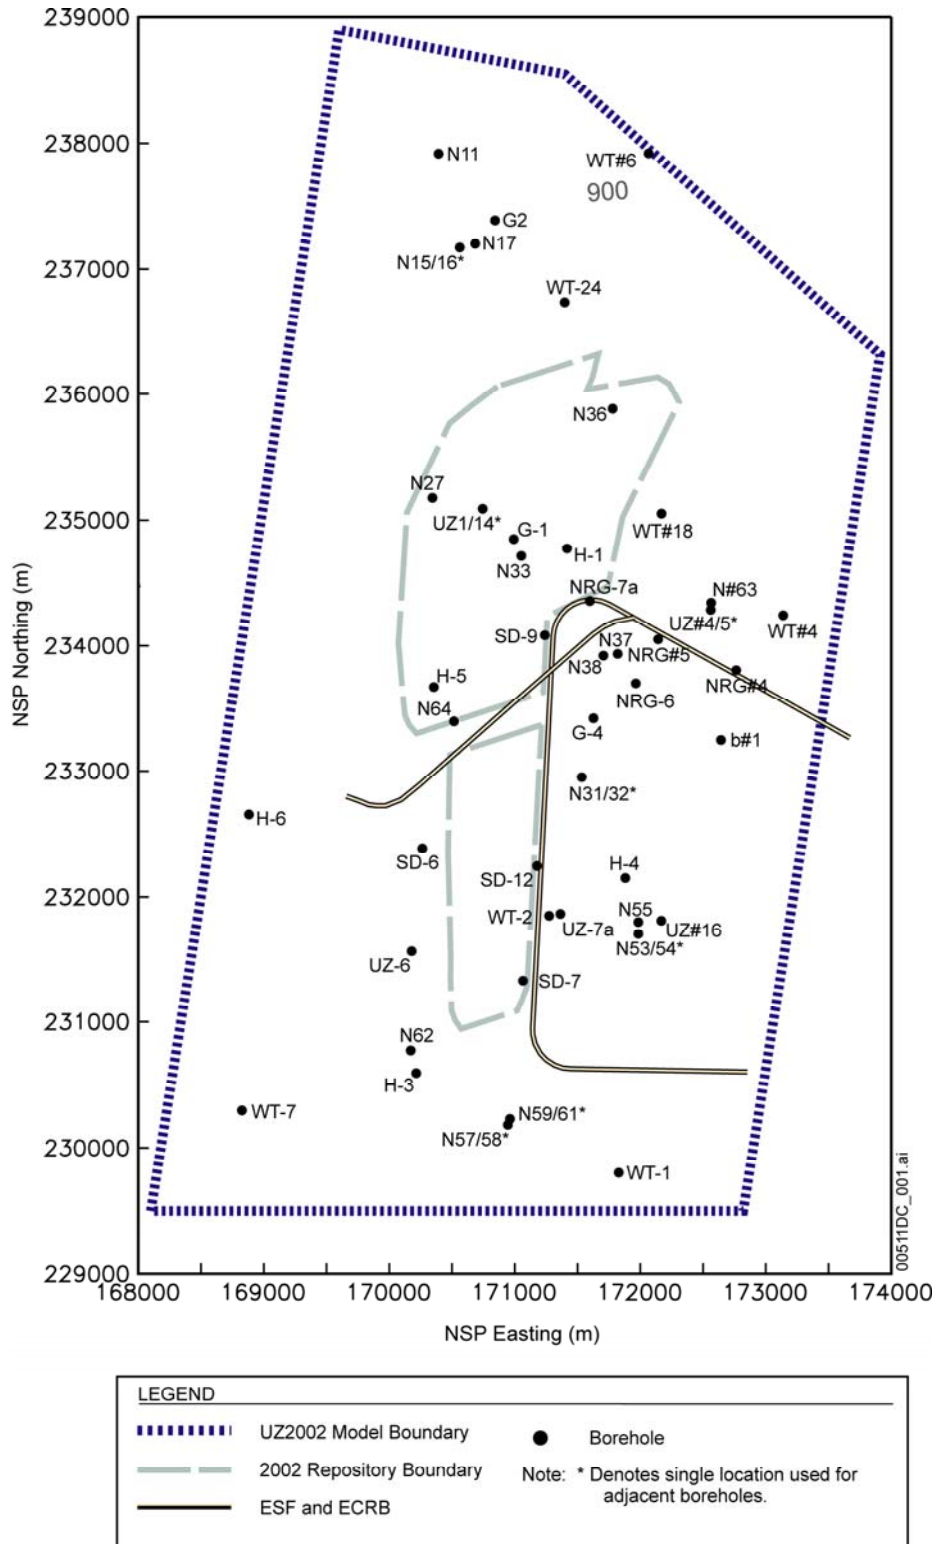 239000
238000
N11
WT#6
900
G2
N17
N15/16*
237000
WT-24
236000
N36
N27
UZ1/14*
235000
G-1
WT#18
N33
H-1
NRG-7a
N#63
UZ#4/5*
WT#4
SD-9
N37
234000
N38
NRG#5
H-5
NRG#4
NRG-6
N64
G-4
b#1
233000
N31/32*
H-6
SD-6
H-4
SD-12
232000
N55
WT-2
UZ-7a
UZ#16
N53/54*
UZ-6
SD-7
231000
N62
H-3
WT-7
N59/61*
N57/58*
230000
WT-1
229000
NSP Northing (m)
00511DC_001.ai
168000 169000 170000 171000 172000 173000 174000
NSP Easting (m)
LEGEND
UZ2002 Model Boundary
2002 Repository Boundary
ESF and ECRB
Borehole
Note: * Denotes single location used for
adjacent boreholes.